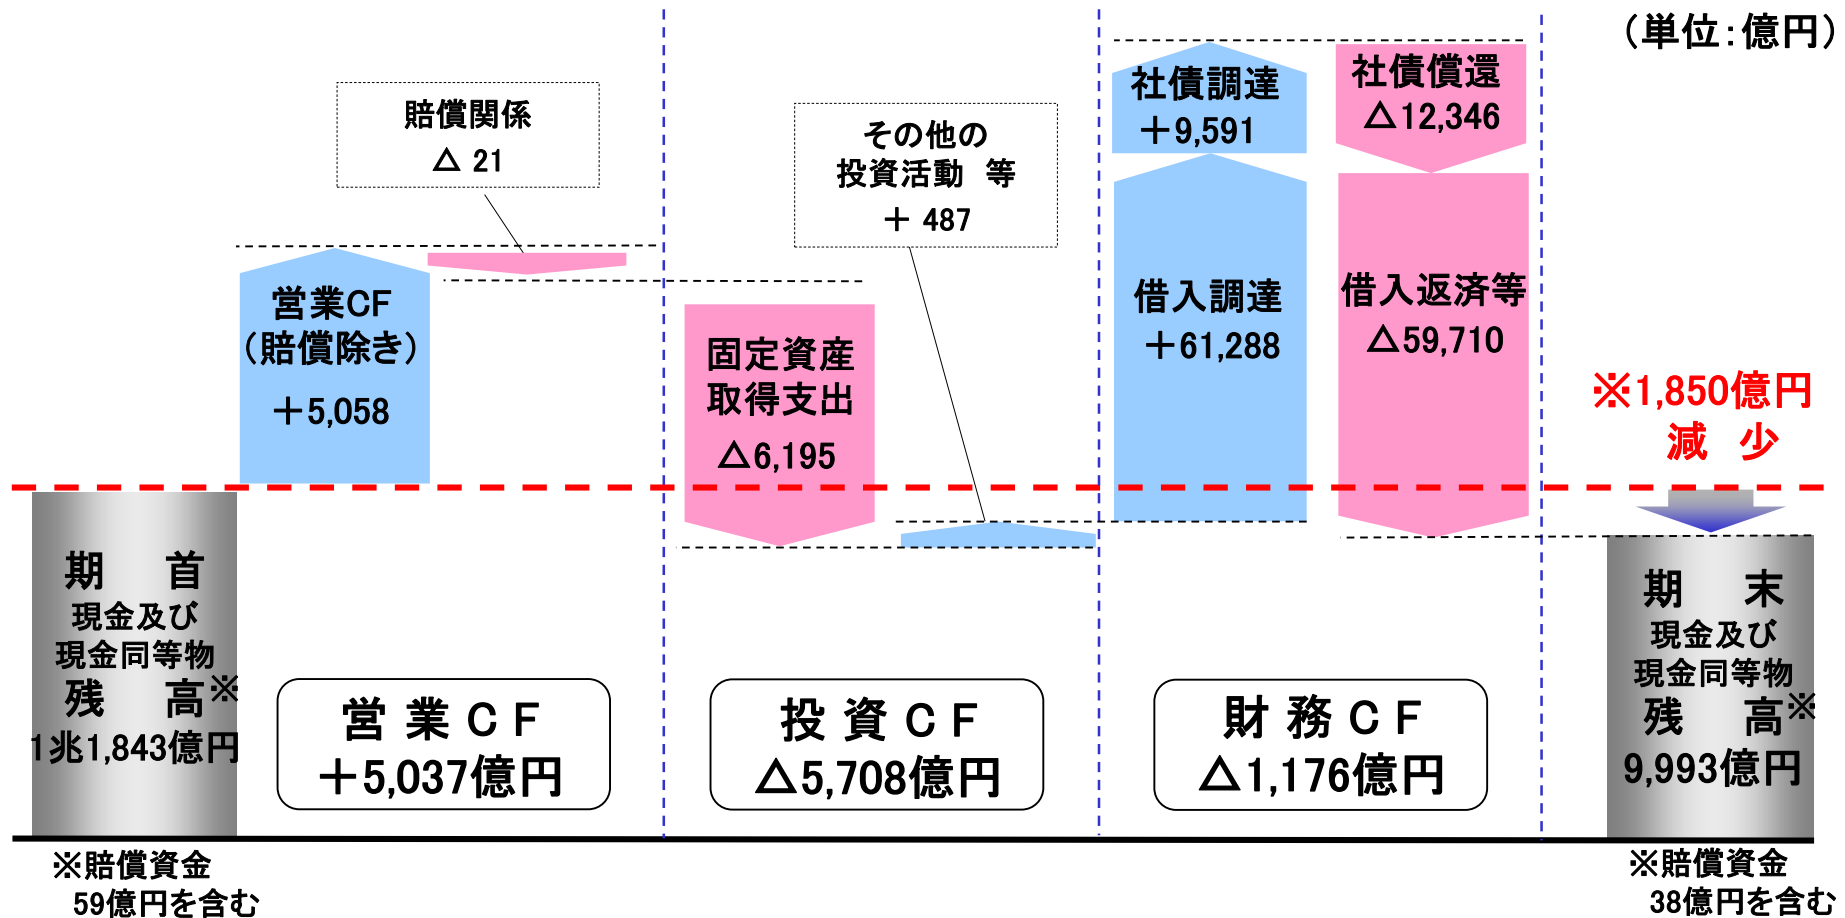 （単位：億円）
賠償関係
△ 21
営業CF
（賠償除き）
＋5,058
固定資産
取得支出
△6,195
その他の
投資活動　等
＋ 487
社債調達
＋9,591
借入調達
＋61,288
社債償還
△12,346
借入返済等
△59,710
※1,850億円
減　少
期　首
現金及び
現金同等物
残　高※
1兆1,843億円
営業CF
＋5,037億円
投資CF
△5,708億円
財務CF
△1,176億円
期　末
現金及び
現金同等物
残　高※
9,993億円
※賠償資金
59億円を含む
※賠償資金
38億円を含む